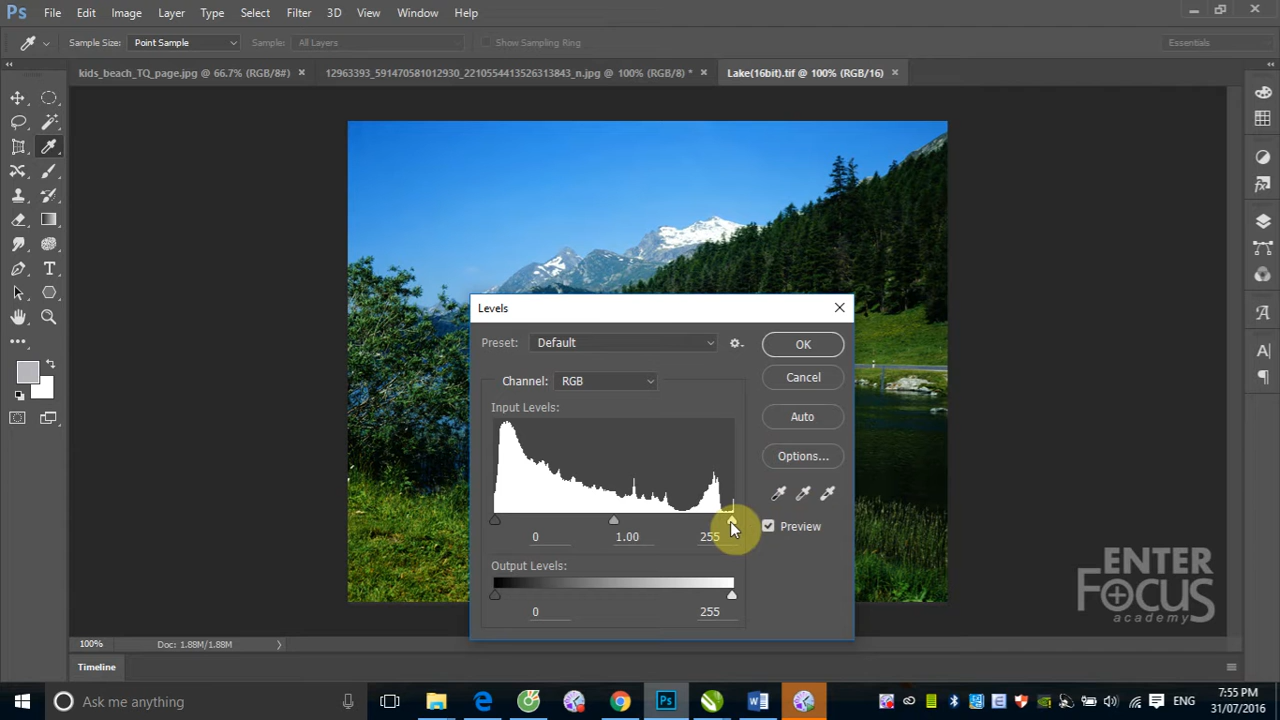 Ps File Edit Image Layer Type Select Filter 3D View Window Help
Sample Size: Point Sample Sample: All Layers Show Sampling Ring Essentials
kids_beach_TQ_page.jpg @ 66.7% (RGB/8#) × 12963393_591470581012930_2210554413526313843_n.jpg @ 100% (RGB/8) * × Lake(16bit).tif @ 100% (RGB/16) ×
Levels
Preset: Default
OK
Channel: RGB
Cancel
Input Levels:
Auto
Options...
Preview
0 1.00 255
Output Levels:
0 255
ENTER
FOCUS
academy
100% Doc: 1.88M/1.88M
Timeline
Ask me anything
Ps
ENG
7:55 PM
31/07/2016